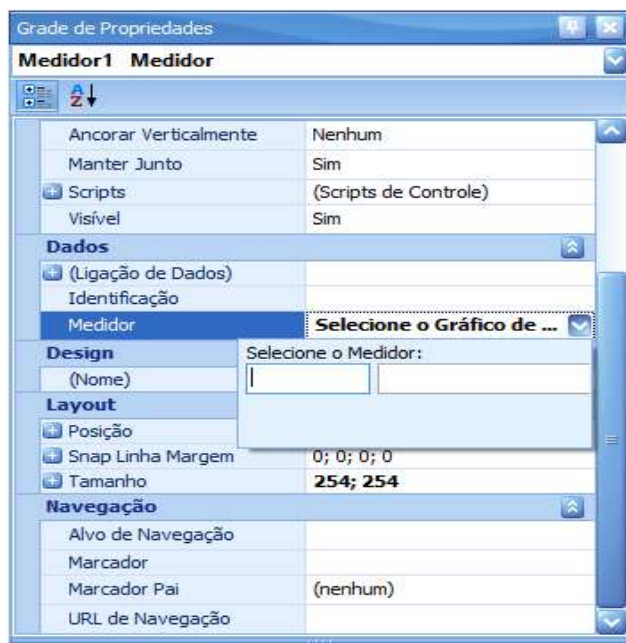 Grade de Propriedades
Medidor1 Medidor
A Z
Ancorar Verticalmente Nenhum
Manter Junto Sim
Scripts (Scripts de Controle)
Visível Sim
Dados
(Ligação de Dados)
Identificação
Medidor Selecione o Gráfico de ...
Design Selecione o Medidor:
(Nome)
Layout
Posição
Snap Linha Margem 0; 0; 0; 0
Tamanho 254; 254
Navegação
Alvo de Navegação
Marcador
Marcador Pai (nenhum)
URL de Navegação